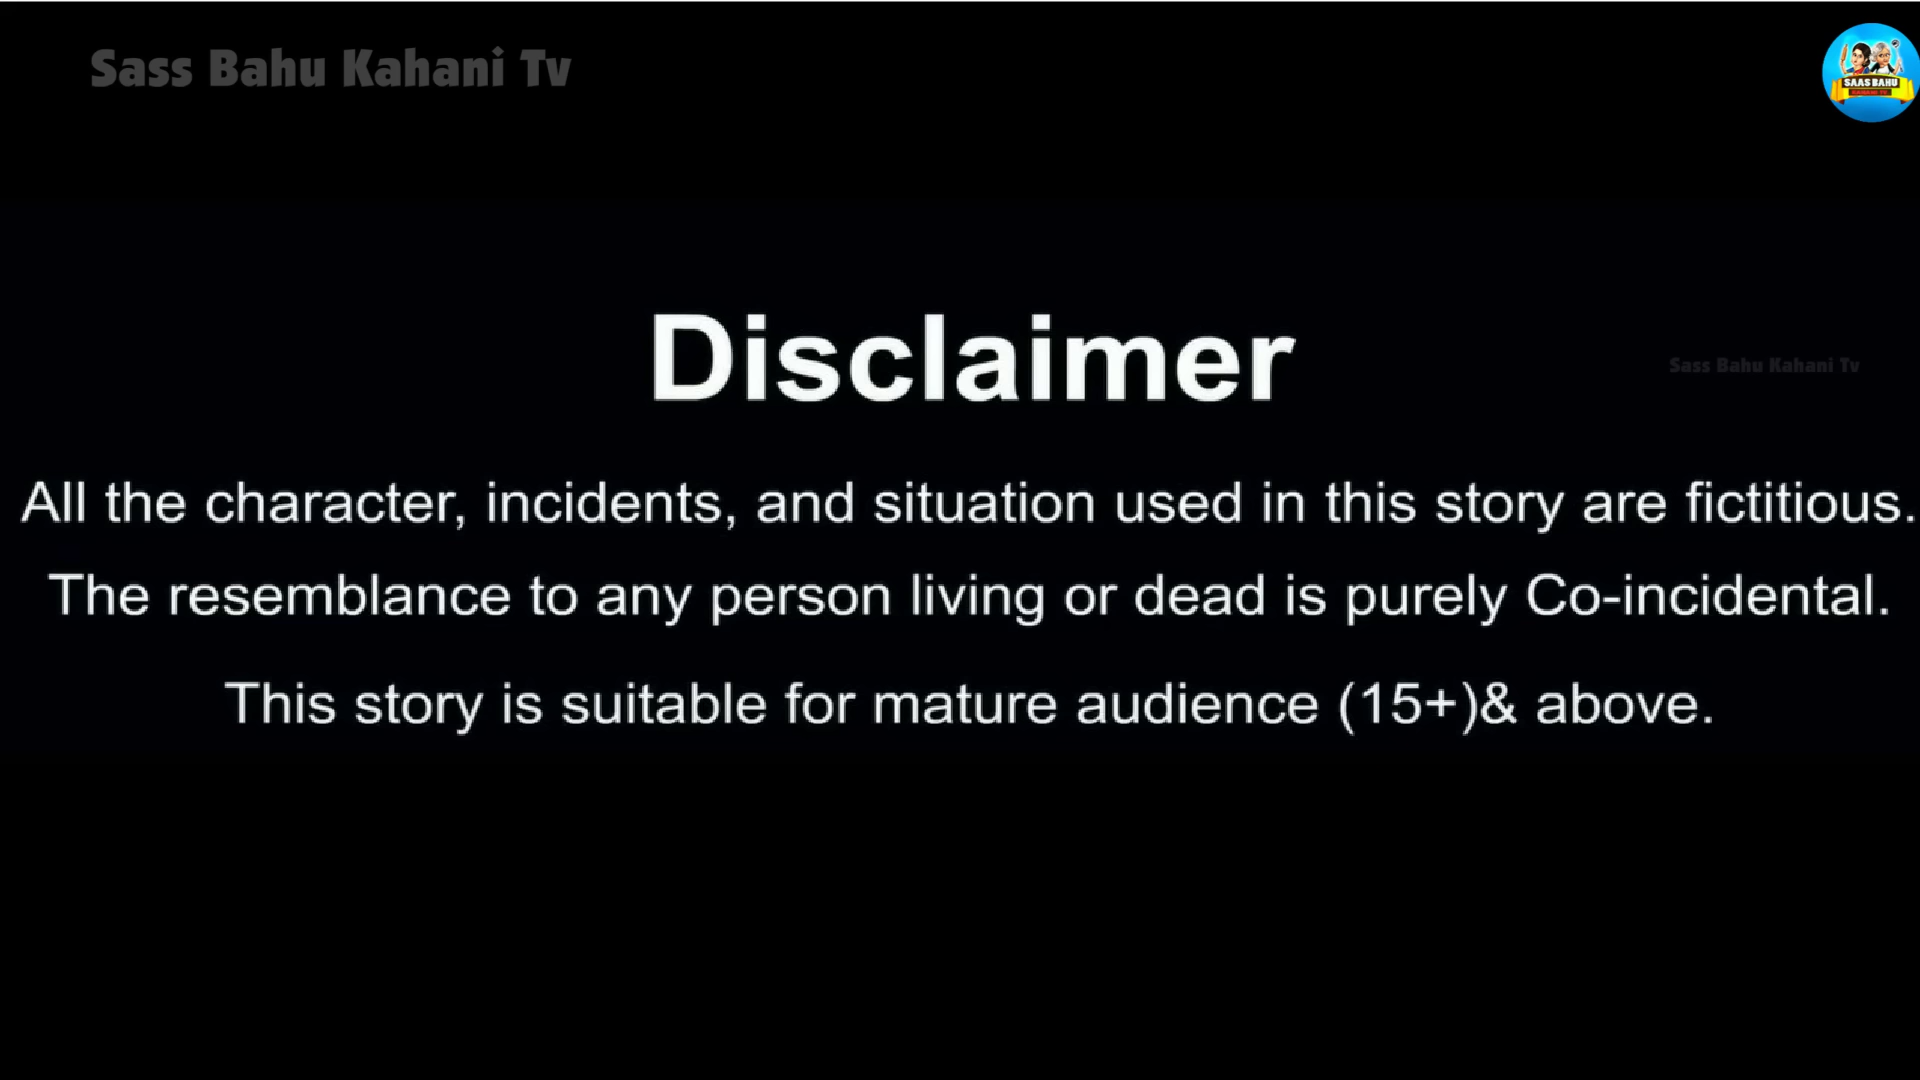 Sass Bahu Kahani Tv
SAAS BAHU
Disclaimer
Sass Bahu Kahani Tv
All the character, incidents, and situation used in this story are fictitious.
The resemblance to any person living or dead is purely Co-incidental.
This story is suitable for mature audience (15+)& above.